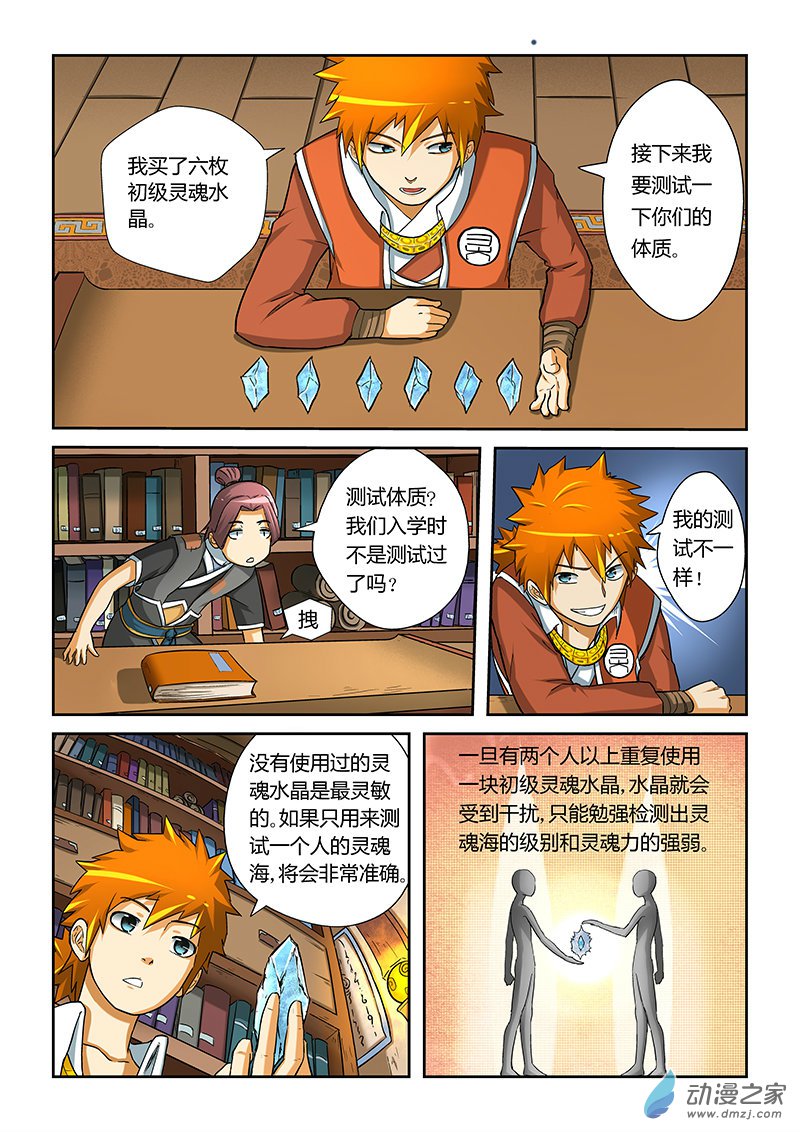 我买了六枚
初级灵魂水
晶。
接下来我
要测试一
下你们的
体质。
灵
测试体质?
我们入学时
不是测试过
了吗?
拽
我的测
试不一
样!
灵
没有使用过的灵
魂水晶是最灵敏
的。如果只用来测
试一个人的灵魂
海,将会非常准确。
一旦有两个人以上重复使用
一块初级灵魂水晶,水晶就会
受到干扰,只能勉强检测出灵
魂海的级别和灵魂力的强弱。
动漫之家
www.dmzj.com